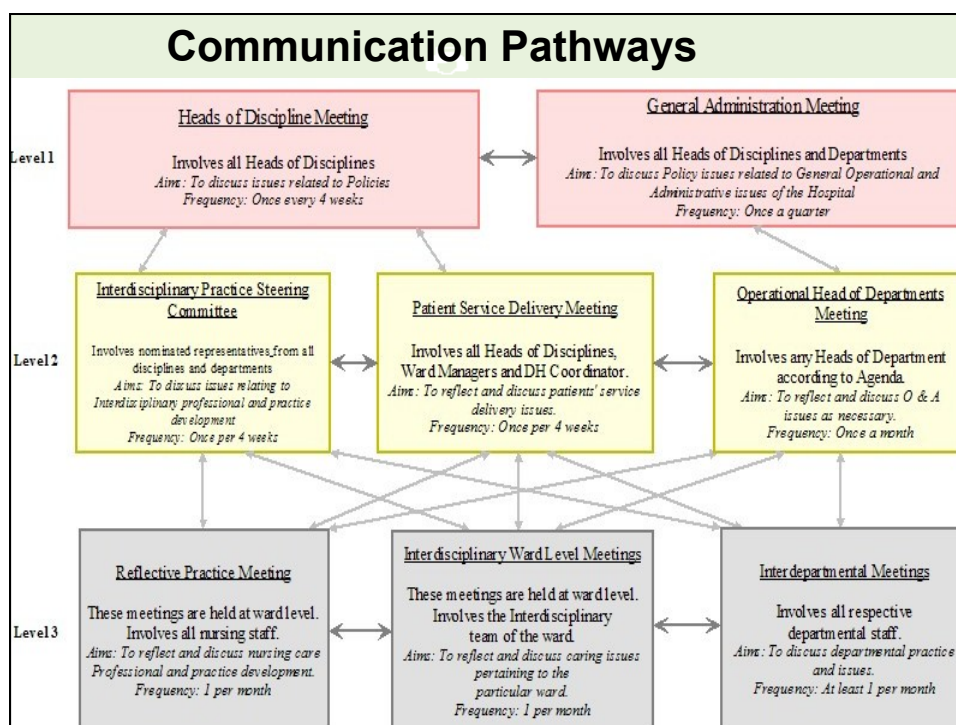 Communication Pathways
Level 1
Heads of Discipline Meeting
Involves all Heads of Disciplines
Aims: To discuss issues related to Policies
Frequency: Once every 4 weeks
General Administration Meeting
Involves all Heads of Disciplines and Departments
Aims: To discuss Policy issues related to General Operational and
Administrative issues of the Hospital
Frequency: Once a quarter
Level 2
Interdisciplinary Practice Steering
Committee
Involves nominated representatives from all
disciplines and departments
Aims: To discuss issues relating to
Interdisciplinary professional and practice
development
Frequency: Once per 4 weeks
Patient Service Delivery Meeting
Involves all Heads of Disciplines,
Ward Managers and DH Coordinator.
Aims: To reflect and discuss patients' service
delivery issues.
Frequency: Once per 4 weeks
Operational Head of Departments
Meeting
Involves any Heads of Department
according to Agenda.
Aims: To reflect and discuss O & A
issues as necessary.
Frequency: Once a month
Level 3
Reflective Practice Meeting
These meetings are held at ward level.
Involves all nursing staff.
Aims: To reflect and discuss nursing care
Professional and practice development.
Frequency: 1 per month
Interdisciplinary Ward Level Meetings
These meetings are held at ward level.
Involves the Interdisciplinary
team of the ward.
Aims: To reflect and discuss caring issues
pertaining to the
particular ward.
Frequency: 1 per month
Interdepartmental Meetings
Involves all respective
departmental staff.
Aims: To discuss departmental practice
and issues.
Frequency: At least 1 per month